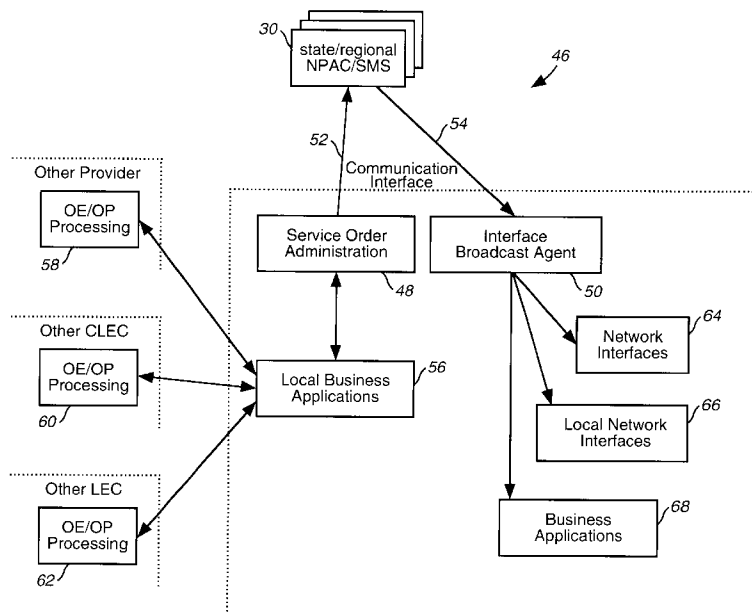 30
state/regional
NPAC/SMS
46
52
54
Communication
Interface
Other Provider
OE/OP
Processing
58
Service Order
Administration
48
Interface
Broadcast Agent
50
Other CLEC
OE/OP
Processing
60
Local Business
Applications
56
Network
Interfaces
64
Local Network
Interfaces
66
Other LEC
OE/OP
Processing
62
Business
Applications
68